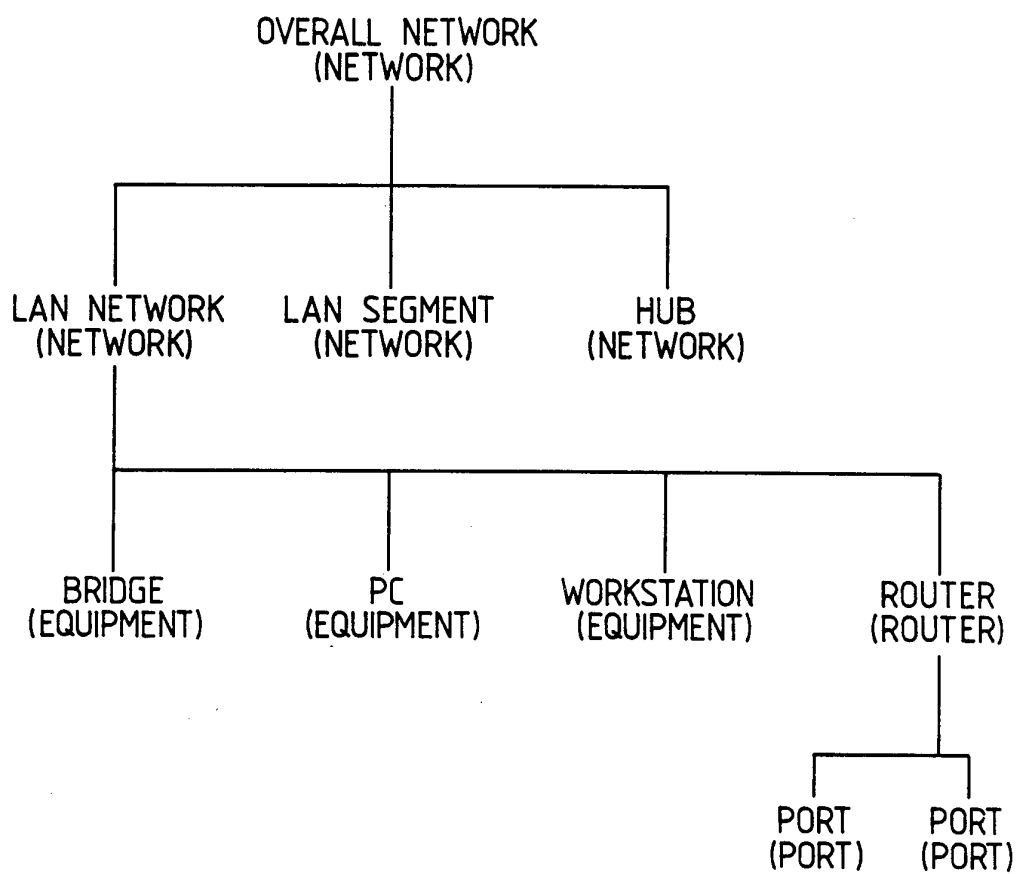 OVERALL NETWORK
(NETWORK)
LAN NETWORK
(NETWORK)
LAN SEGMENT
(NETWORK)
HUB
(NETWORK)
BRIDGE
(EQUIPMENT)
PC
(EQUIPMENT)
WORKSTATION
(EQUIPMENT)
ROUTER
(ROUTER)
PORT
(PORT)
PORT
(PORT)